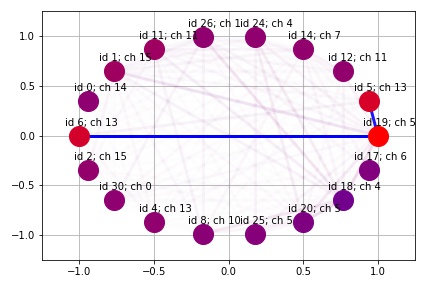 id 26; ch 1
id 24; ch 4
id 11; ch 11
id 14; ch 7
id 1; ch 15
id 12; ch 11
id 0; ch 14
id 5; ch 13
id 6; ch 13
id 19; ch 5
id 2; ch 15
id 17; ch 6
id 30; ch 0
id 18; ch 4
id 4; ch 13
id 20; ch 5
id 8; ch 10
id 25; ch 5
1.0
0.5
0.0
−0.5
−1.0
−1.0
−0.5
0.0
0.5
1.0